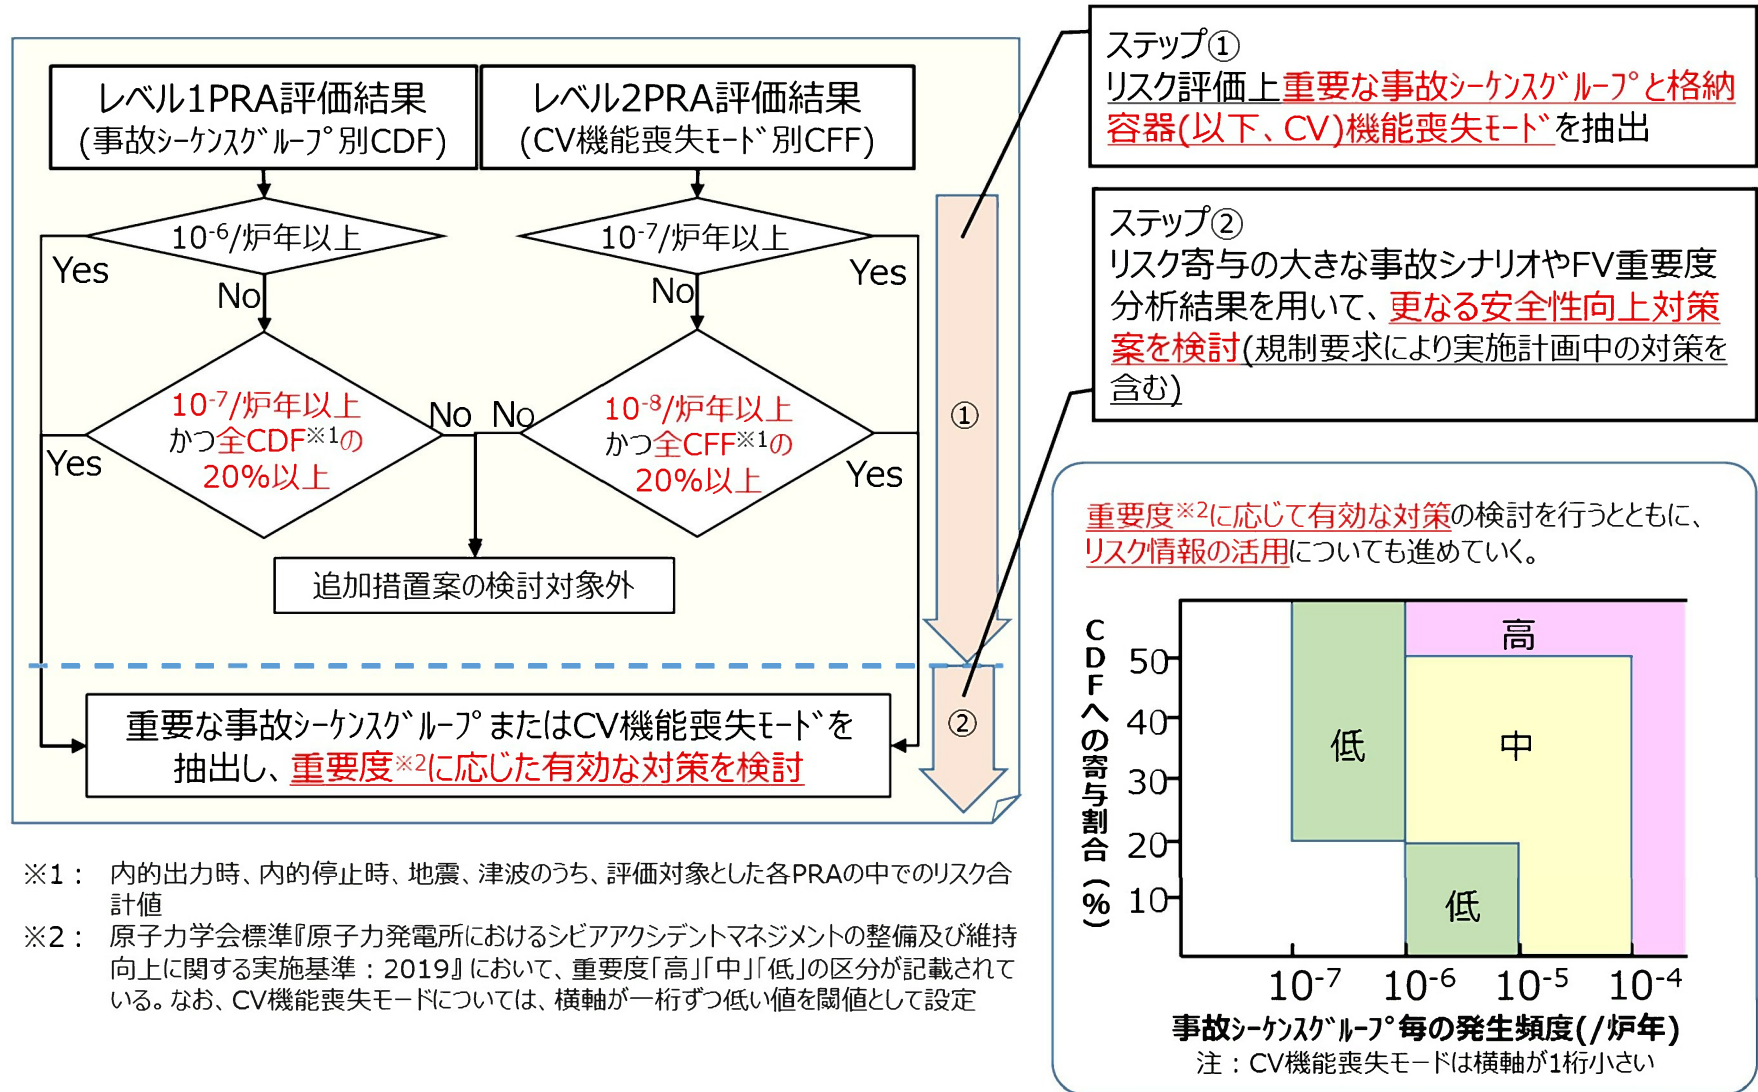 レベル1PRA評価結果
(事故ｼｰｹﾝｽｸﾞﾙｰﾌﾟ別CDF)
レベル2PRA評価結果
(CV機能喪失ﾓｰﾄﾞ別CFF)
10-6/炉年以上
10-7/炉年以上
Yes
No
No
Yes
10-7/炉年以上
かつ全CDF※1の
20%以上
No
No
10-8/炉年以上
かつ全CFF※1の
20%以上
Yes
Yes
追加措置案の検討対象外
①
②
重要な事故ｼｰｹﾝｽｸﾞﾙｰﾌﾟまたはCV機能喪失ﾓｰﾄﾞを
抽出し、重要度※2に応じた有効な対策を検討
ステップ①
リスク評価上重要な事故ｼｰｹﾝｽｸﾞﾙｰﾌﾟと格納
容器(以下、CV)機能喪失ﾓｰﾄﾞを抽出
ステップ②
リスク寄与の大きな事故シナリオやFV重要度
分析結果を用いて、更なる安全性向上対策
案を検討(規制要求により実施計画中の対策を
含む)
重要度※2に応じて有効な対策の検討を行うとともに、
リスク情報の活用についても進めていく。
CDFへの寄与割合(%)
50
40
30
20
10
高
中
低
低
10-7
10-6
10-5
10-4
事故ｼｰｹﾝｽｸﾞﾙｰﾌﾟ毎の発生頻度(/炉年)
注：CV機能喪失モードは横軸が1桁小さい
※1： 内的出力時、内的停止時、地震、津波のうち、評価対象とした各PRAの中でのリスク合
計値
※2： 原子力学会標準『原子力発電所におけるシビアアクシデントマネジメントの整備及び維持
向上に関する実施基準：2019』において、重要度「高」「中」「低」の区分が記載されて
いる。なお、CV機能喪失モードについては、横軸が一桁ずつ低い値を閾値として設定